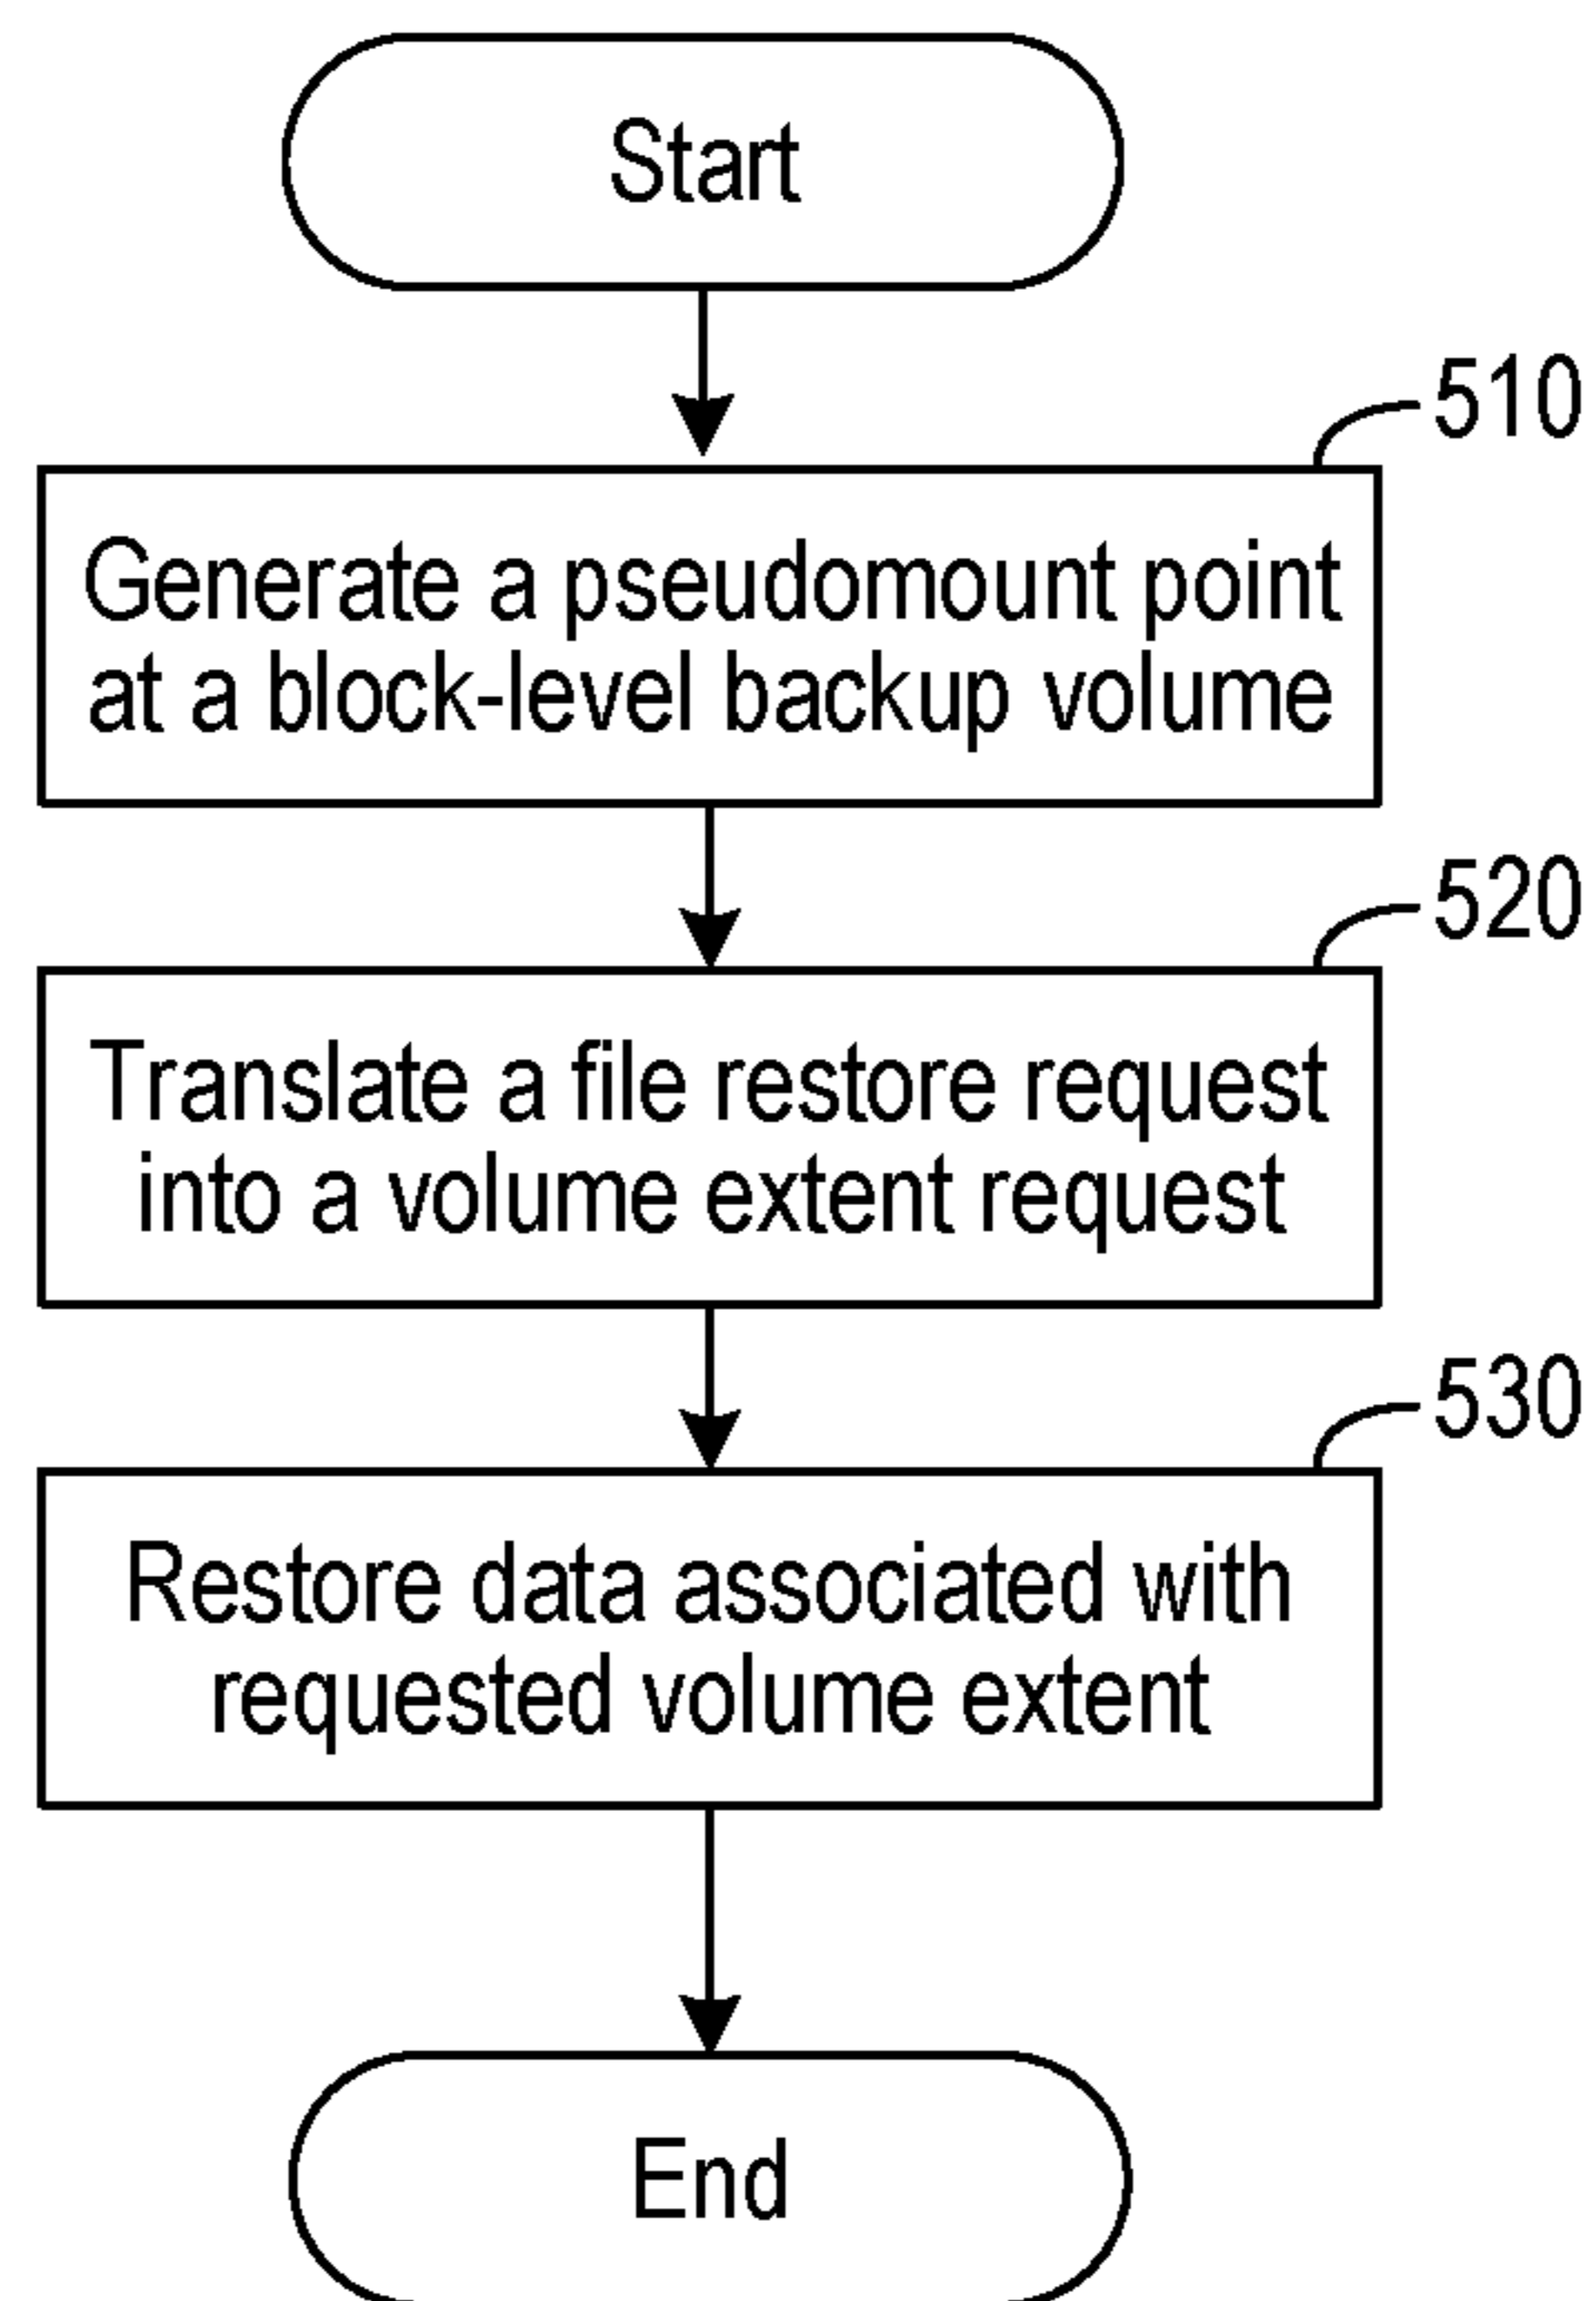 Start
510
Generate a pseudomount point
at a block-level backup volume
520
Translate a file restore request
into a volume extent request
530
Restore data associated with
requested volume extent
End